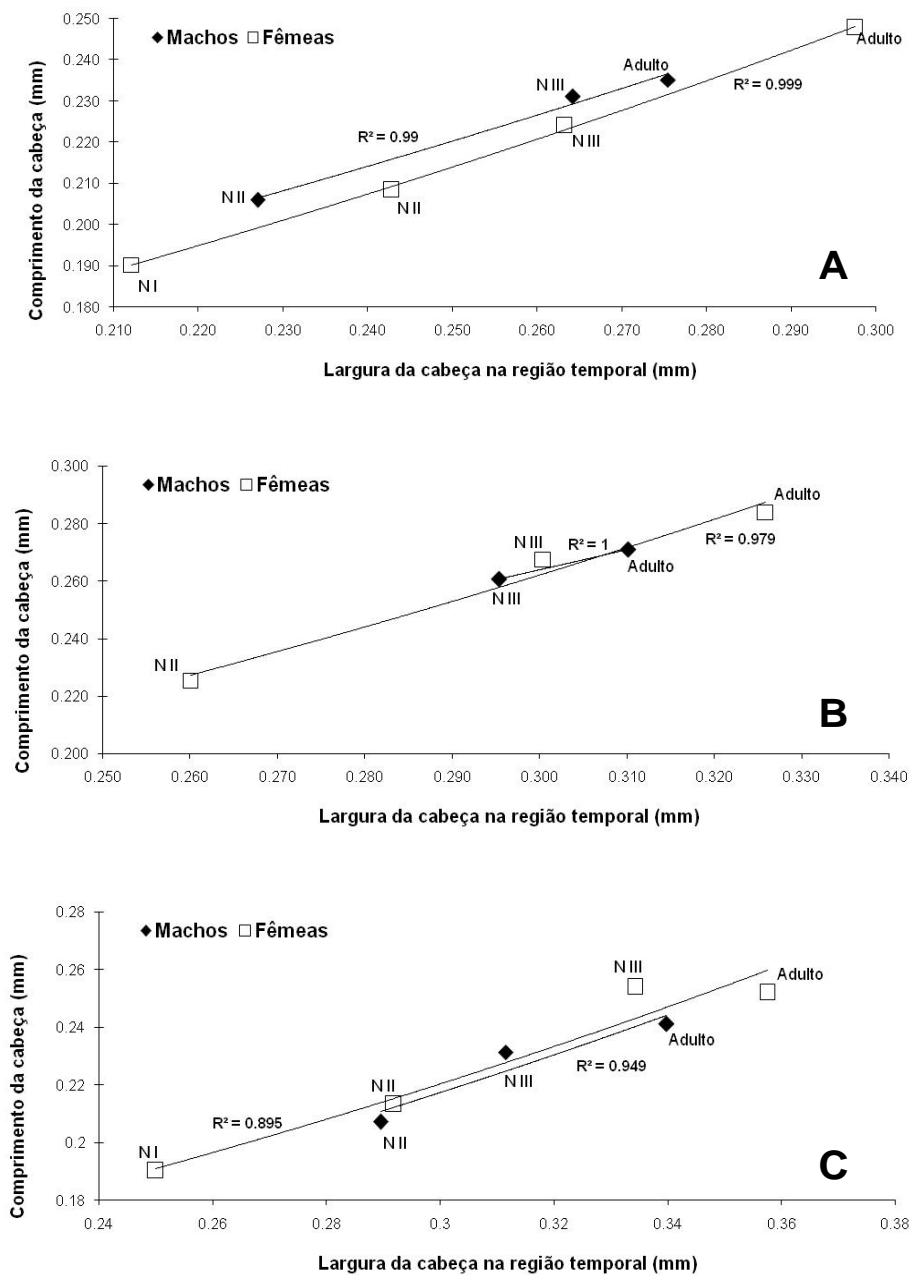 Comprimento da cabeça (mm)
0.250
0.240
0.230
0.220
0.210
0.200
0.190
0.180
Machos Fêmeas
N I
N II
N II
N III
N III
Adulto
Adulto
R² = 0.99
R² = 0.999
A
0.210 0.220 0.230 0.240 0.250 0.260 0.270 0.280 0.290 0.300
Largura da cabeça na região temporal (mm)
Comprimento da cabeça (mm)
0.300
0.280
0.260
0.240
0.220
0.200
Machos Fêmeas
N II
N III
N III
Adulto
Adulto
R² = 1
R² = 0.979
B
0.250 0.260 0.270 0.280 0.290 0.300 0.310 0.320 0.330 0.340
Largura da cabeça na região temporal (mm)
Comprimento da cabeça (mm)
0.28
0.26
0.24
0.22
0.2
0.18
Machos Fêmeas
N I
N II
N II
N III
N III
Adulto
Adulto
R² = 0.895
R² = 0.949
C
0.24 0.26 0.28 0.3 0.32 0.34 0.36 0.38
Largura da cabeça na região temporal (mm)